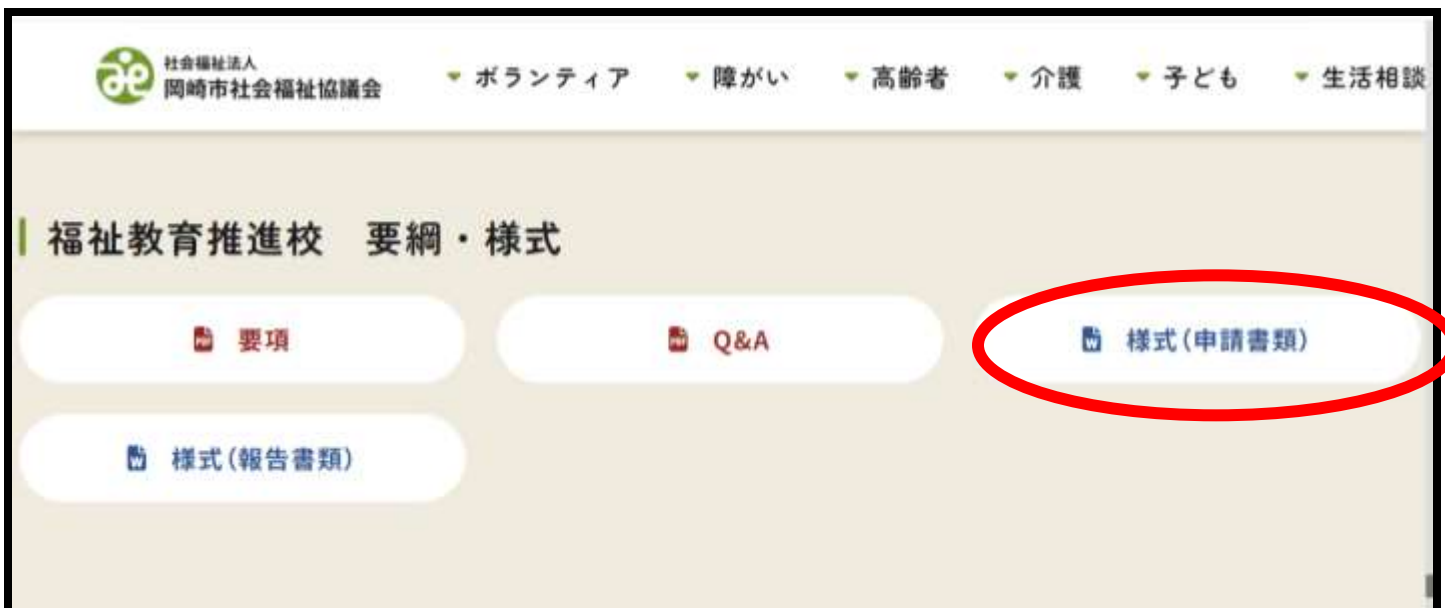 社会福祉法人
岡崎市社会福祉協議会
ボランティア 障がい 高齢者 介護 子ども 生活相談
福祉教育推進校 要綱・様式
要項 Q&A 様式(申請書類)
様式(報告書類)